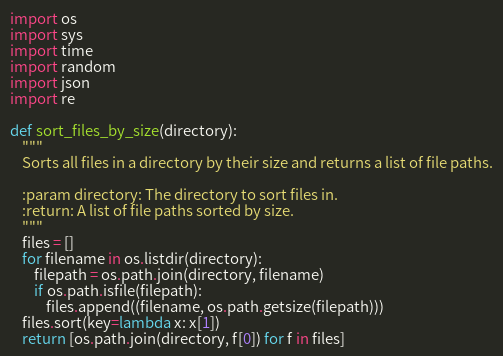 import os
import sys
import time
import random
import json
import re

def sort_files_by_size(directory):
    """
    Sorts all files in a directory by their size and returns a list of file paths.

    :param directory: The directory to sort files in.
    :return: A list of file paths sorted by size.
    """
    files = []
    for filename in os.listdir(directory):
        filepath = os.path.join(directory, filename)
        if os.path.isfile(filepath):
            files.append((filename, os.path.getsize(filepath)))
    files.sort(key=lambda x: x[1])
    return [os.path.join(directory, f[0]) for f in files]